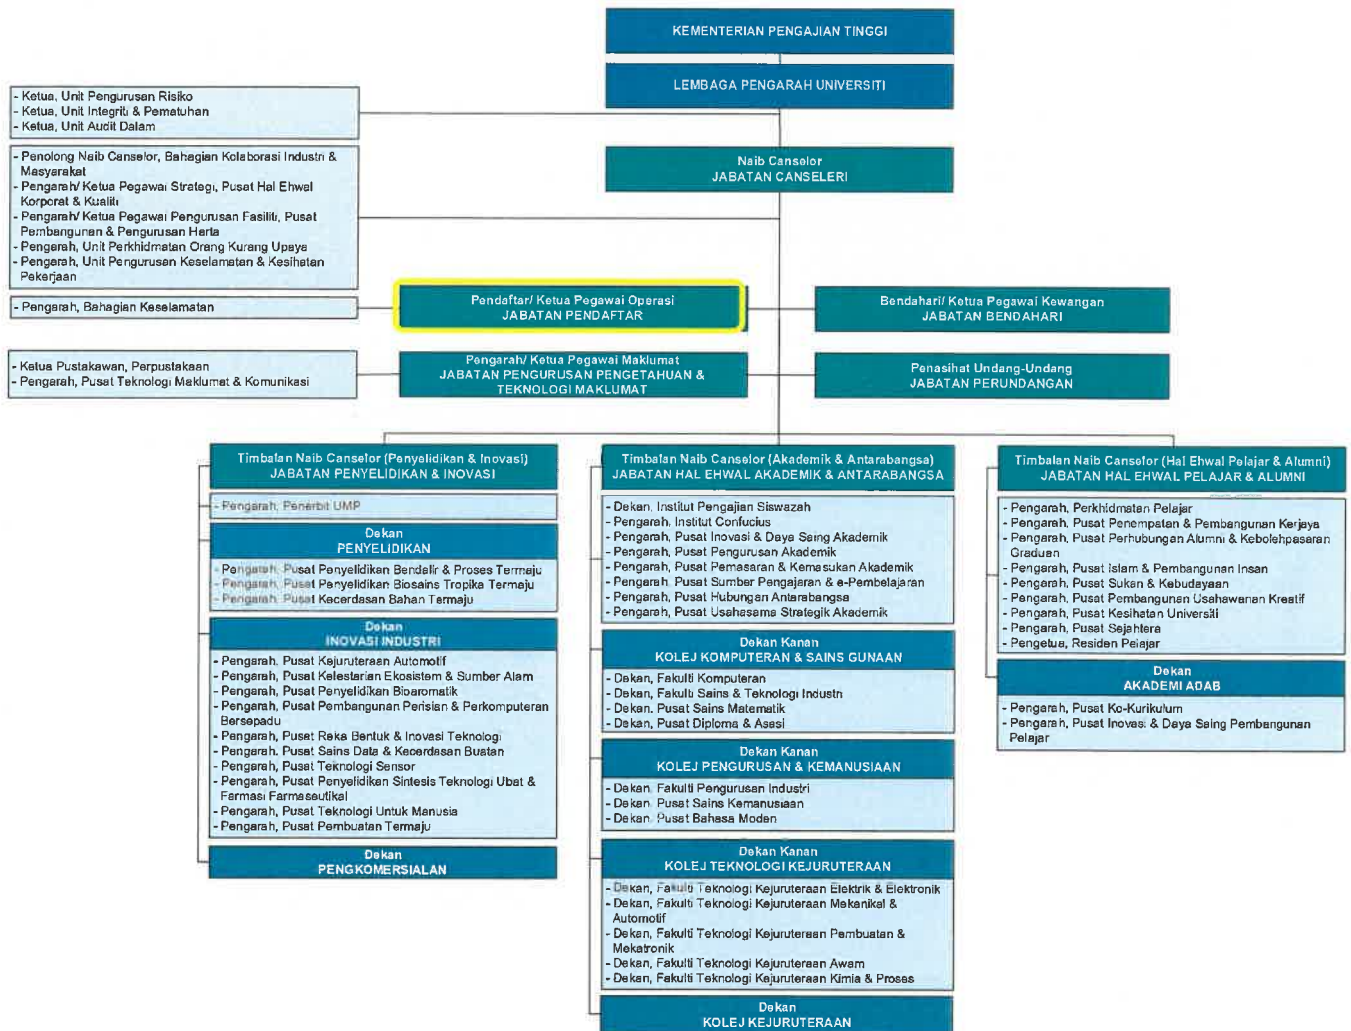 KEMENTERIAN PENGAJIAN TINGGI
LEMBAGA PENGARAH UNIVERSITI
- Ketua, Unit Pengurusan Risiko
- Ketua, Unit Integriti & Pematuhan
- Ketua, Unit Audit Dalam
Naib Canselor
JABATAN CANSELERI
- Penolong Naib Canselor, Bahagian Kolaborasi Industri &
Masyarakat
- Pengarah/ Ketua Pegawai Strategi, Pusat Hal Ehwal
Korporat & Kualiti
- Pengarah/ Ketua Pegawai Pengurusan Fasiliti, Pusat
Pembangunan & Pengurusan Harta
- Pengarah, Unit Perkhidmatan Orang Kurang Upaya
- Pengarah, Unit Pengurusan Keselamatan & Kesihatan
Pekerjaan
- Pengarah, Bahagian Keselamatan
Pendaftar/ Ketua Pegawai Operasi
JABATAN PENDAFTAR
Bendahari/ Ketua Pegawai Kewangan
JABATAN BENDAHARI
- Ketua Pustakawan, Perpustakaan
- Pengarah, Pusat Teknologi Maklumat & Komunikasi
Pengarah/ Ketua Pegawai Maklumat
JABATAN PENGURUSAN PENGETAHUAN &
TEKNOLOGI MAKLUMAT
Penasihat Undang-Undang
JABATAN PERUNDANGAN
Timbalan Naib Canselor (Penyelidikan & Inovasi)
JABATAN PENYELIDIKAN & INOVASI
- Pengarah, Penerbit UMP
Dekan
PENYELIDIKAN
- Pengarah, Pusat Penyelidikan Bendalir & Proses Termaju
- Pengarah, Pusat Penyelidikan Biosains Tropika Termaju
- Pengarah, Pusat Kecerdasan Bahan Termaju
Dekan
INOVASI INDUSTRI
- Pengarah, Pusat Kejuruteraan Automotif
- Pengarah, Pusat Kelestarian Ekosistem & Sumber Alam
- Pengarah, Pusat Penyelidikan Bioaromatik
- Pengarah, Pusat Pembangunan Perisian & Perkomputeran
Bersepadu
- Pengarah, Pusat Reka Bentuk & Inovasi Teknologi
- Pengarah, Pusat Sains Data & Kecerdasan Buatan
- Pengarah, Pusat Teknologi Sensor
- Pengarah, Pusat Penyelidikan Sintesis Teknologi Ubat &
Farmasi Farmaseutikal
- Pengarah, Pusat Teknologi Untuk Manusia
- Pengarah, Pusat Pembuatan Termaju
Dekan
PENGKOMERSIALAN
Timbalan Naib Canselor (Akademik & Antarabangsa)
JABATAN HAL EHWAL AKADEMIK & ANTARABANGSA
- Dekan, Institut Pengajian Siswazah
- Pengarah, Institut Confucius
- Pengarah, Pusat Inovasi & Daya Saing Akademik
- Pengarah, Pusat Pengurusan Akademik
- Pengarah, Pusat Pemasaran & Kemasukan Akademik
- Pengarah, Pusat Sumber Pengajaran & e-Pembelajaran
- Pengarah, Pusat Hubungan Antarabangsa
- Pengarah, Pusat Usahasama Strategik Akademik
Dekan Kanan
KOLEJ KOMPUTERAN & SAINS GUNAAN
- Dekan, Fakulti Komputeran
- Dekan, Fakulti Sains & Teknologi Industri
- Dekan, Pusat Sains Matematik
- Dekan, Pusat Diploma & Asasi
Dekan Kanan
KOLEJ PENGURUSAN & KEMANUSIAAN
- Dekan, Fakulti Pengurusan Industri
- Dekan, Pusat Sains Kemanusiaan
- Dekan, Pusat Bahasa Moden
Dekan Kanan
KOLEJ TEKNOLOGI KEJURUTERAAN
- Dekan, Fakulti Teknologi Kejuruteraan Elektrik & Elektronik
- Dekan, Fakulti Teknologi Kejuruteraan Mekanikal &
Automotif
- Dekan, Fakulti Teknologi Kejuruteraan Pembuatan &
Mekatronik
- Dekan, Fakulti Teknologi Kejuruteraan Awam
- Dekan, Fakulti Teknologi Kejuruteraan Kimia & Proses
Dekan
KOLEJ KEJURUTERAAN
Timbalan Naib Canselor (Hal Ehwal Pelajar & Alumni)
JABATAN HAL EHWAL PELAJAR & ALUMNI
- Pengarah, Perkhidmatan Pelajar
- Pengarah, Pusat Penempatan & Pembangunan Kerjaya
- Pengarah, Pusat Perhubungan Alumni & Kebolehpasaran
Graduan
- Pengarah, Pusat Islam & Pembangunan Insan
- Pengarah, Pusat Sukan & Kebudayaan
- Pengarah, Pusat Pembangunan Usahawanan Kreatif
- Pengarah, Pusat Kesihatan Universiti
- Pengarah, Pusat Sejahtera
- Pengetua, Residen Pelajar
Dekan
AKADEMI ADAB
- Pengarah, Pusat Ko-Kurikulum
- Pengarah, Pusat Inovasi & Daya Saing Pembangunan
Pelajar